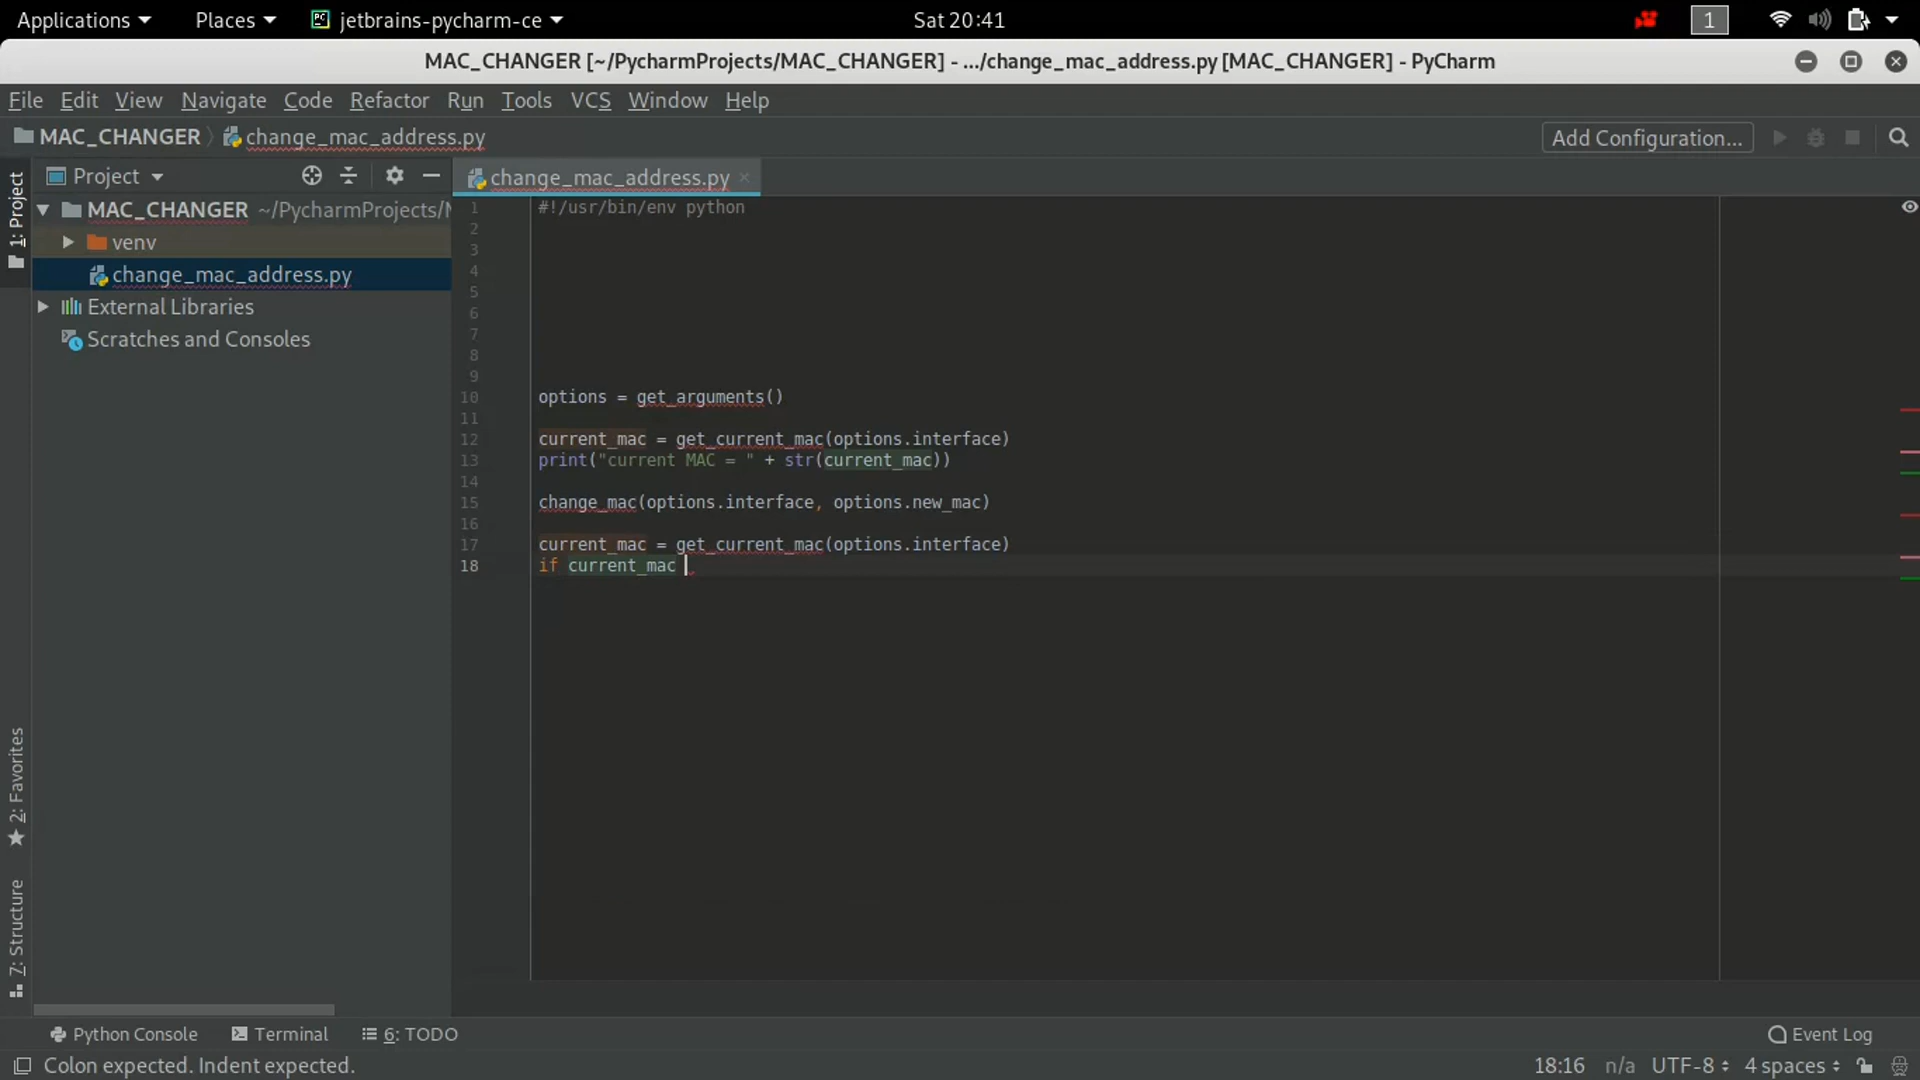 Applications Places jetbrains-pycharm-ce Sat 20:41 1
MAC_CHANGER [~/PycharmProjects/MAC_CHANGER] - .../change_mac_address.py [MAC_CHANGER] - PyCharm
File Edit View Navigate Code Refactor Run Tools VCS Window Help
MAC_CHANGER change_mac_address.py Add Configuration...
1: Project
Project
MAC_CHANGER ~/PycharmProjects/
venv
change_mac_address.py
External Libraries
Scratches and Consoles
2: Favorites
7: Structure
change_mac_address.py
1 #!/usr/bin/env python
2
3
4
5
6
7
8
9
10 options = get_arguments()
11
12 current_mac = get_current_mac(options.interface)
13 print("current MAC = " + str(current_mac))
14
15 change_mac(options.interface, options.new_mac)
16
17 current_mac = get_current_mac(options.interface)
18 if current_mac
Python Console Terminal 6: TODO Event Log
Colon expected. Indent expected. 18:16 n/a UTF-8 4 spaces